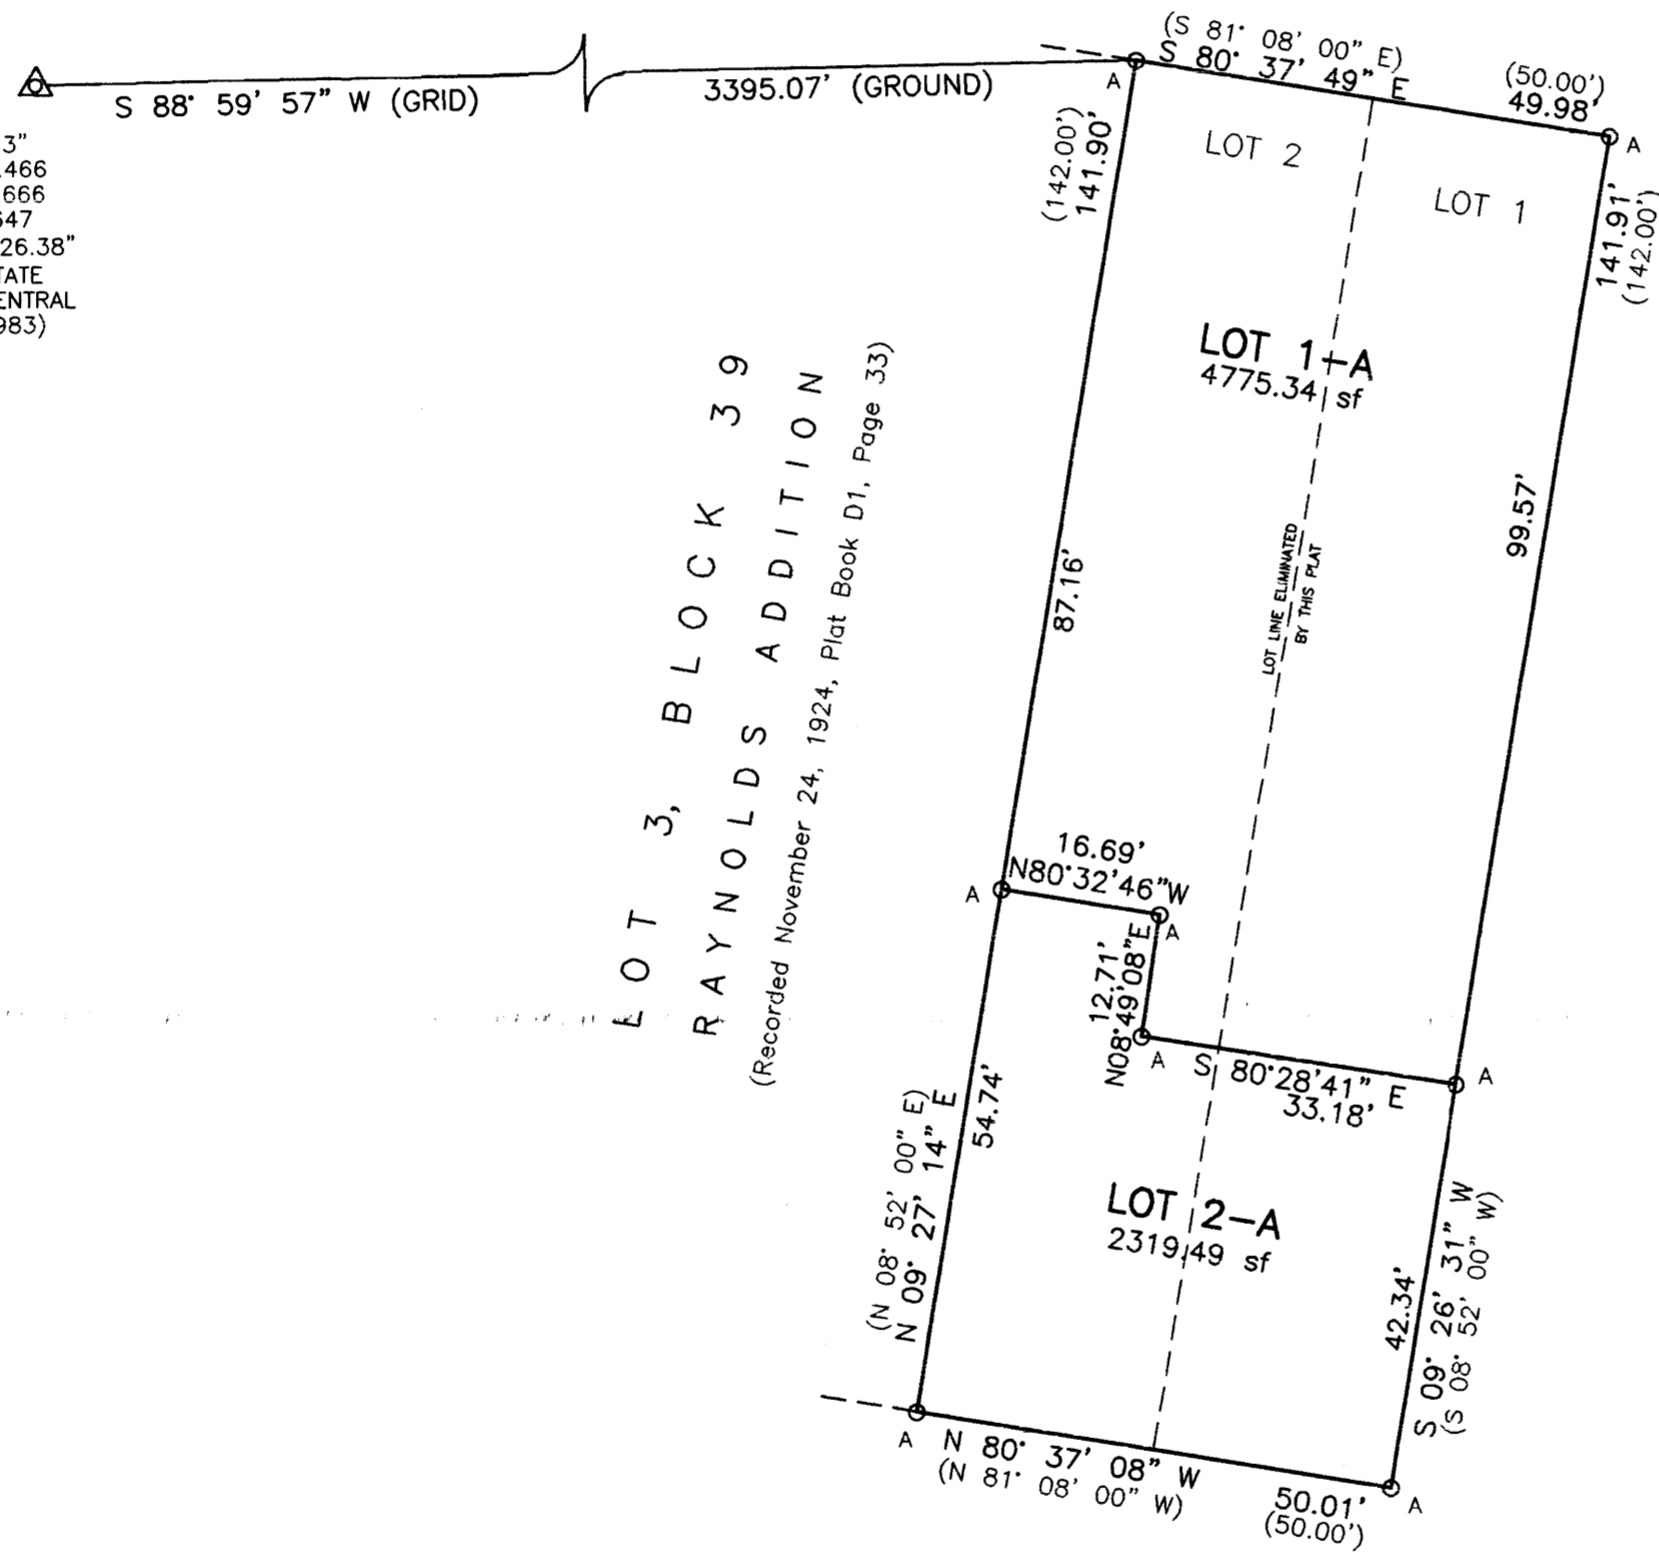 S 88° 59' 57" W (GRID)
3395.07' (GROUND)
3"
.466
.666
647
26.38"
TATE
ENTRAL
983)
(S 81° 08' 00" E)
S 80° 37' 49" E
(50.00')
49.98'
A
A
(142.00')
141.90'
LOT 2
LOT 1
141.91'
(142.00')
LOT 1-A
4775.34 sf
LOT 3, BLOCK 39
RAYNOLDS ADDITION
(Recorded November 24, 1924, Plat Book D1, Page 33)
87.16'
99.57'
LOT LINE ELIMINATED
BY THIS PLAT
16.69'
N80°32'46"W
A
A
12.71'
N08°49'08"E
A
S 80°28'41" E
33.18'
A
54.74'
(N 08° 52' 00" E)
N 09° 27' 14" E
LOT 2-A
2319.49 sf
42.34'
S 09° 26' 31" W
(S 08° 52' 00" W)
A
N 80° 37' 08" W
(N 81° 08' 00" W)
50.01'
(50.00')
A